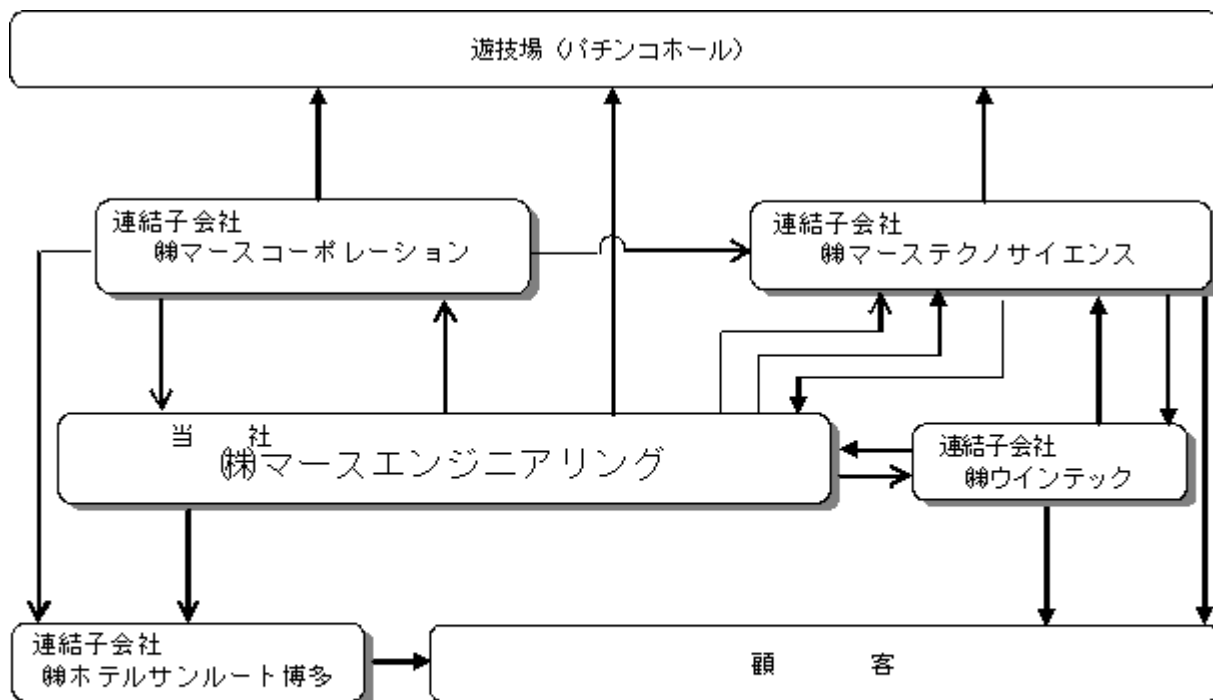 遊技場（パチンコホール）
連結子会社
㈱マースコーポレーション
連結子会社
㈱マーステクノサイエンス
当　　社
㈱マースエンジニアリング
連結子会社
㈱ウインテック
連結子会社
㈱ホテルサンルート博多
顧　　客